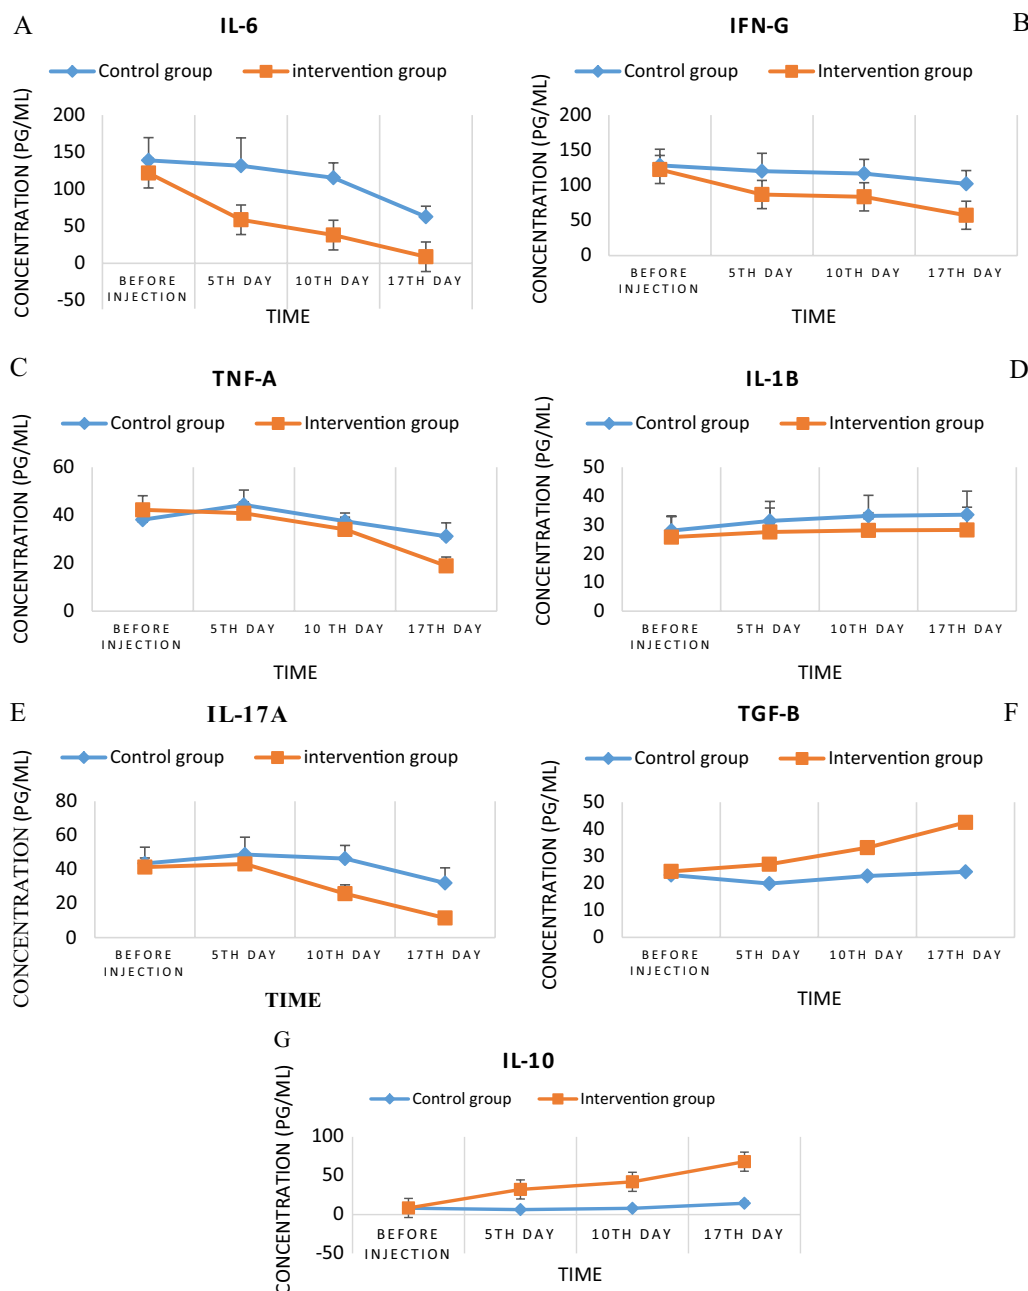 A
IL-6
Control group
intervention group
CONCENTRATION (PG/ML)
200
150
100
50
0
-50
BEFORE INJECTION
5TH DAY
10TH DAY
17TH DAY
TIME
B
IFN-G
Control group
Intervention group
CONCENTRATION (PG/ML)
200
150
100
50
0
BEFORE INJECTION
5TH DAY
10TH DAY
17TH DAY
TIME
C
TNF-A
Control group
Intervention group
CONCENTRATION (PG/ML)
60
40
20
0
BEFORE INJECTION
5TH DAY
10 TH DAY
17TH DAY
TIME
D
IL-1B
Control group
Intervention group
CONCENTRATION (PG/ML)
50
40
30
20
10
0
BEFORE INJECTION
5TH DAY
10TH DAY
17TH DAY
TIME
E
IL-17A
Control group
intervention group
CONCENTRATION (PG/ML)
80
60
40
20
0
BEFORE INJECTION
5TH DAY
10TH DAY
17TH DAY
TIME
F
TGF-B
Control group
Intervention group
CONCENTRATION (PG/ML)
50
40
30
20
10
0
BEFORE INJECTION
5TH DAY
10TH DAY
17TH DAY
TIME
G
IL-10
Control group
Intervention group
CONCENTRATION (PG/ML)
100
50
0
-50
BEFORE INJECTION
5TH DAY
10TH DAY
17TH DAY
TIME